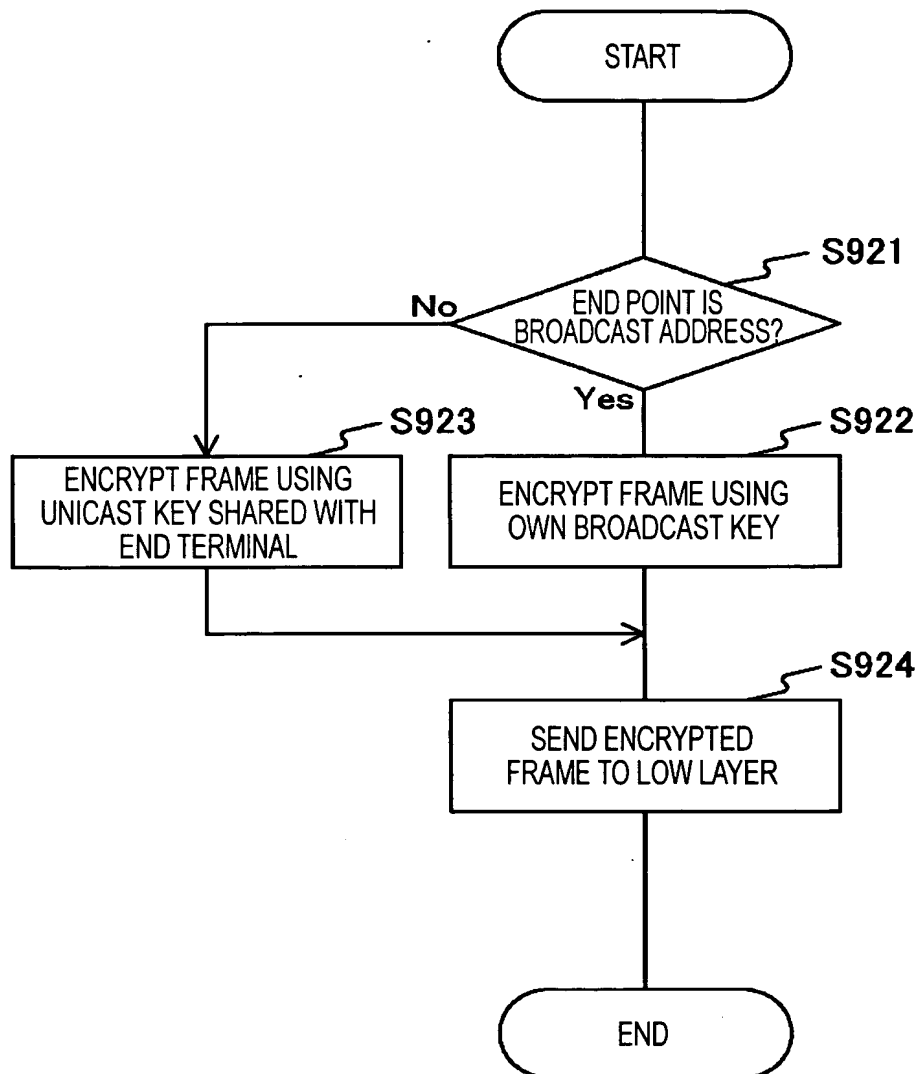 START
S921
END POINT IS
BROADCAST ADDRESS?
No
Yes
S923
ENCRYPT FRAME USING
UNICAST KEY SHARED WITH
END TERMINAL
S922
ENCRYPT FRAME USING
OWN BROADCAST KEY
S924
SEND ENCRYPTED
FRAME TO LOW LAYER
END